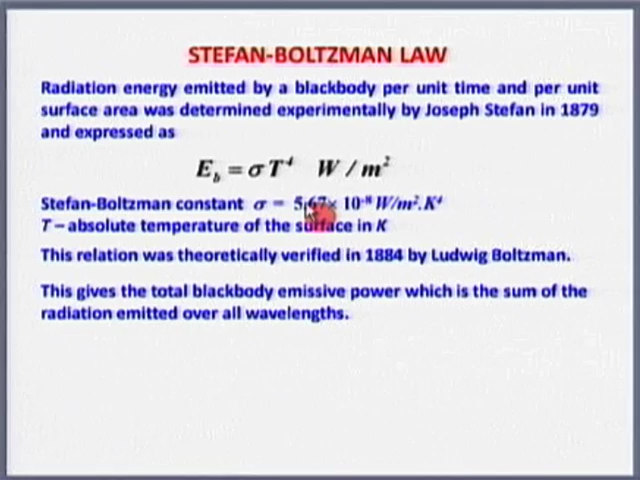 STEFAN-BOLTZMAN LAW
Radiation energy emitted by a blackbody per unit time and per unit
surface area was determined experimentally by Joseph Stefan in 1879
and expressed as
E_b = σT⁴ W/m²
Stefan-Boltzman constant σ = 5.67× 10⁻⁸ W/m².K⁴
T – absolute temperature of the surface in K
This relation was theoretically verified in 1884 by Ludwig Boltzman.
This gives the total blackbody emissive power which is the sum of the
radiation emitted over all wavelengths.